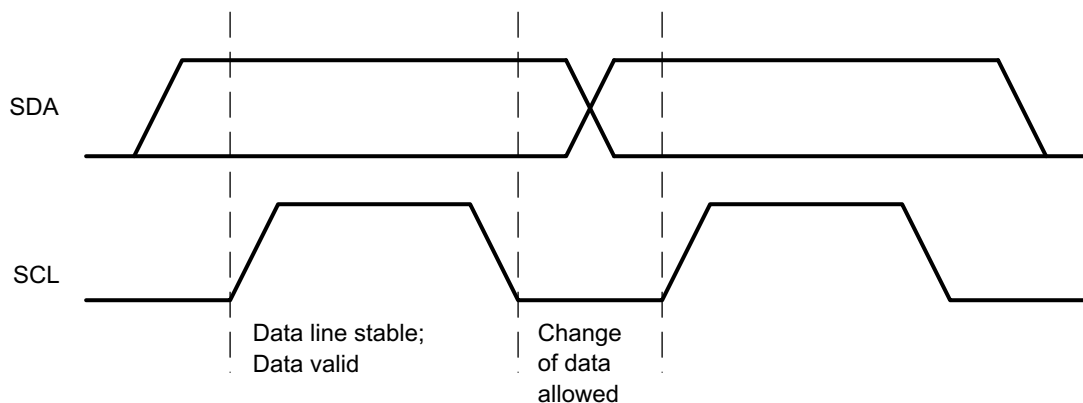 SDA
SCL
Data line stable;
Data valid
Change
of data
allowed